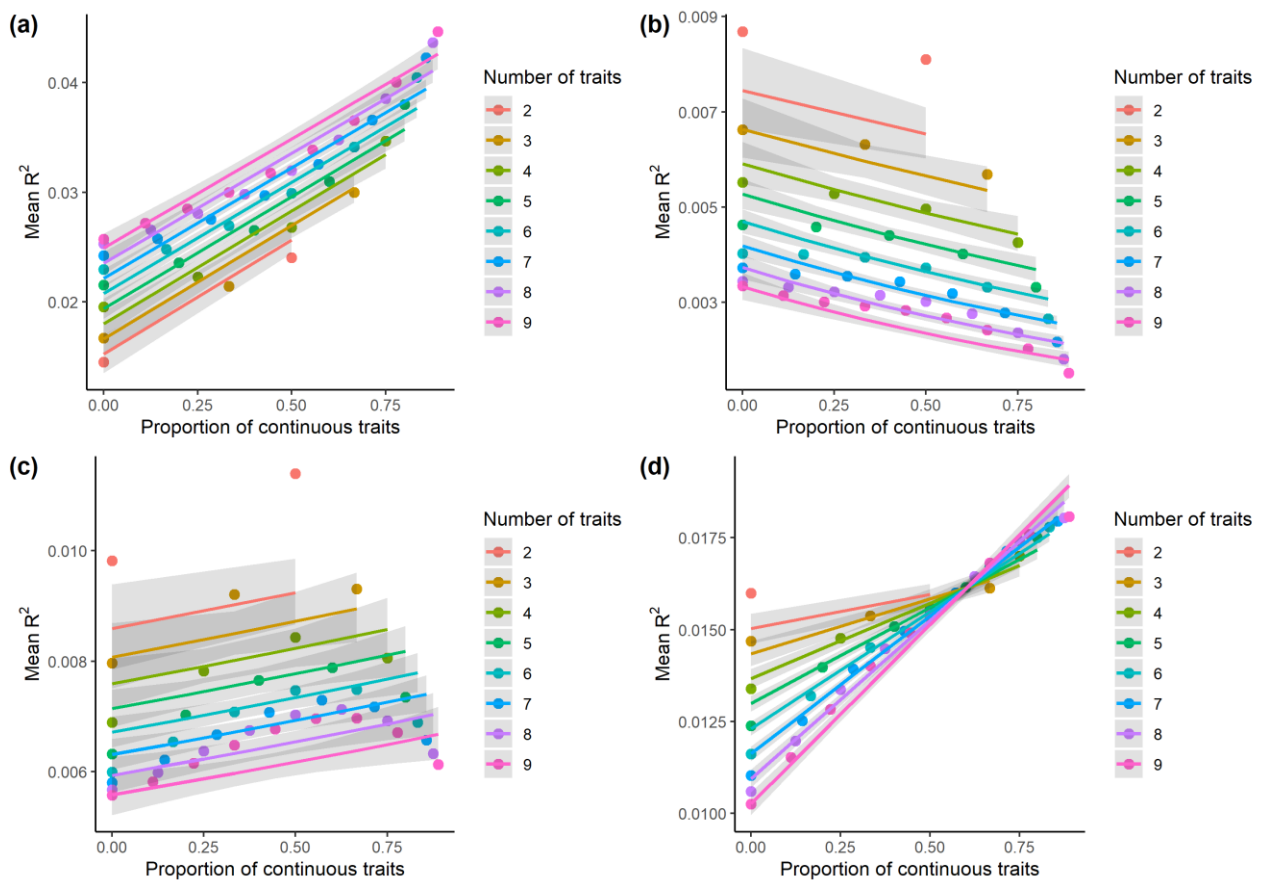 (a)
Mean R²
0.04
0.03
0.02
0.00 0.25 0.50 0.75
Proportion of continuous traits
Number of traits
2
3
4
5
6
7
8
9
(b)
Mean R²
0.009
0.007
0.005
0.003
0.00 0.25 0.50 0.75
Proportion of continuous traits
Number of traits
2
3
4
5
6
7
8
9
(c)
Mean R²
0.010
0.008
0.006
0.00 0.25 0.50 0.75
Proportion of continuous traits
Number of traits
2
3
4
5
6
7
8
9
(d)
Mean R²
0.0175
0.0150
0.0125
0.0100
0.00 0.25 0.50 0.75
Proportion of continuous traits
Number of traits
2
3
4
5
6
7
8
9